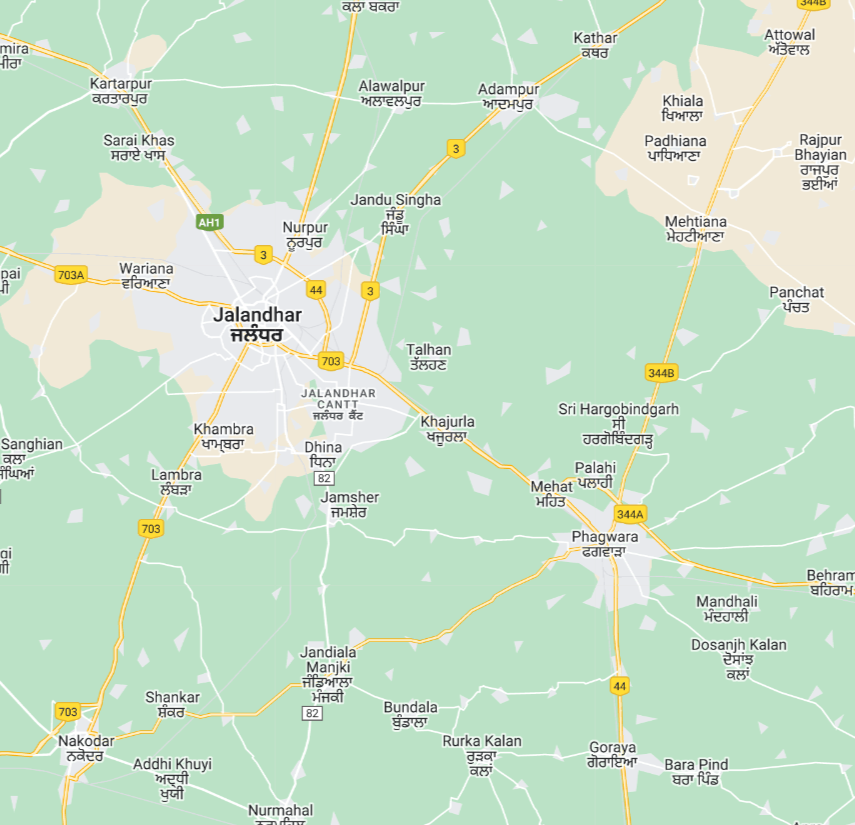 ਕਲਾਂ ਬਕਰਾ
344B
Kathar
ਕਥਰ
Attowal
ਅੱਤੋਵਾਲ
mira
ਮੀਰਾ
Kartarpur
ਕਰਤਾਰਪੁਰ
Alawalpur
ਅਲਾਵਲਪੁਰ
Adampur
ਆਦਮਪੁਰ
Khiala
ਖਿਆਲਾ
Sarai Khas
ਸਰਾਏ ਖਾਸ
3
Padhiana
ਪਾਧਿਆਣਾ
Rajpur
Bhayian
ਰਾਜਪੁਰ
ਭਈਆਂ
Jandu Singha
ਜੰਡੂ
ਸਿੰਘਾ
AH1
Nurpur
ਨੂਰਪੁਰ
Mehtiana
ਮੇਹਟੀਆਣਾ
3
703A
Wariana
ਵਰਿਆਣਾ
pai
ਪੀ
44
3
Panchat
ਪੰਚਤ
Jalandhar
ਜਲੰਧਰ
703
Talhan
ਤੱਲਹਣ
344B
JALANDHAR
CANTT
ਜਲੰਧਰ ਕੈਂਟ
Sri Hargobindgarh
ਸ੍ਰੀ
ਹਰਗੋਬਿੰਦਗੜ੍ਹ
Khambra
ਖਾਮ੍ਬਰਾ
Khajurla
ਖਜੂਰਲਾ
Sanghian
ਕਲਾ
ਸੰਘਿਆਂ
Dhina
ਧਿਨਾ
82
Lambra
ਲੰਬੜਾ
Palahi
ਪਲਾਹੀ
Mehat
ਮਹਿਤ
Jamsher
ਜਮਸ਼ੇਰ
344A
703
Phagwara
ਫਗਵਾੜਾ
Behram
ਬਹਿਰਾਮ
Mandhali
ਮੰਦਹਾਲੀ
Dosanjh Kalan
ਦੋਸਾਂਝ
ਕਲਾਂ
Jandiala
Manjki
ਜੰਡਿਆਲਾ
ਮੰਜਕੀ
44
Shankar
ਸ਼ੰਕਰ
703
82
Bundala
ਬੁੰਡਾਲਾ
Nakodar
ਨਕੋਦਰ
Rurka Kalan
ਰੁੜਕਾ
ਕਲਾਂ
Goraya
ਗੋਰਾਇਆ
Addhi Khuyi
ਅਦ੍ਧੀ
ਖੁਯੀ
Bara Pind
ਬਰਾ ਪਿੰਡ
Nurmahal
ਨੂਰਮਹਿਲ